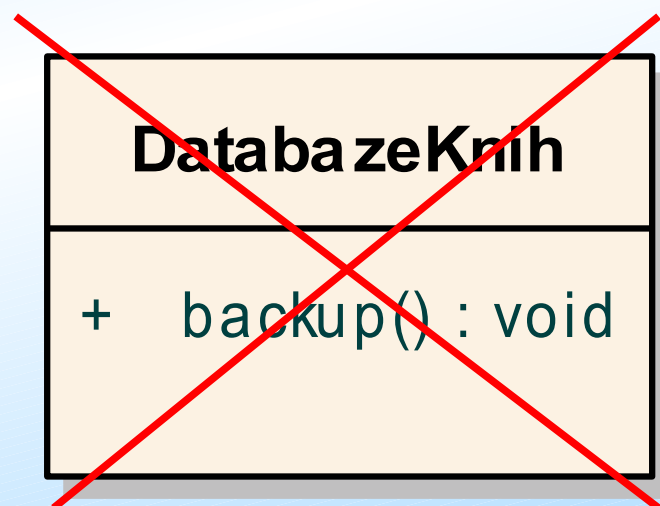 DatabazeKnih
+ backup() : void